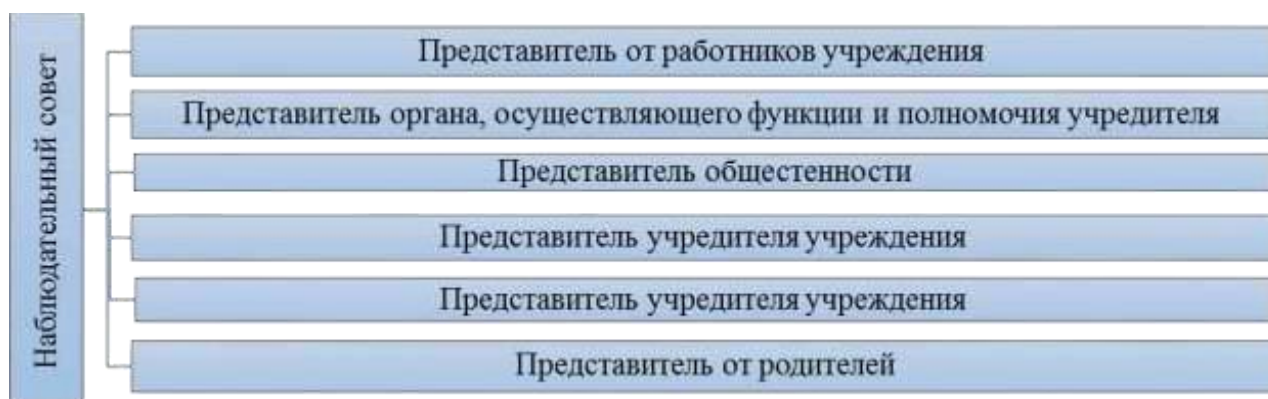 Наблюдательный совет
Представитель от работников учреждения
Представитель органа, осуществляющего функции и полномочия учредителя
Представитель общестенности
Представитель учредителя учреждения
Представитель учредителя учреждения
Представитель от родителей